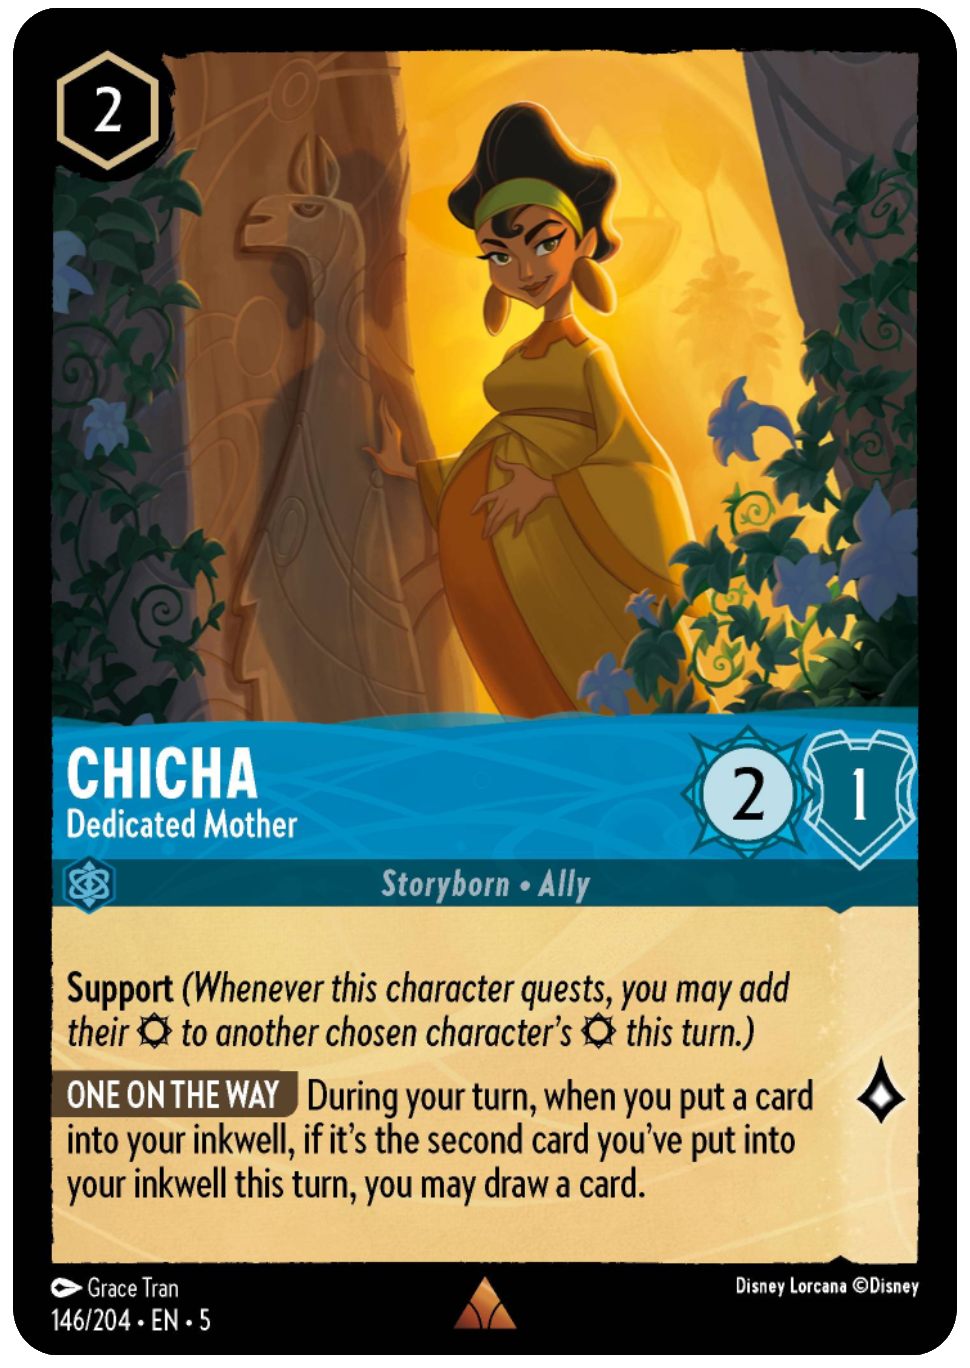 2
CHICHA
Dedicated Mother
2
1
Storyborn • Ally
Support (Whenever this character quests, you may add
their to another chosen character’s this turn.)
ONE ON THE WAY During your turn, when you put a card
into your inkwell, if it’s the second card you’ve put into
your inkwell this turn, you may draw a card.
Grace Tran
Disney Lorcana ©Disney
146/204 • EN • 5